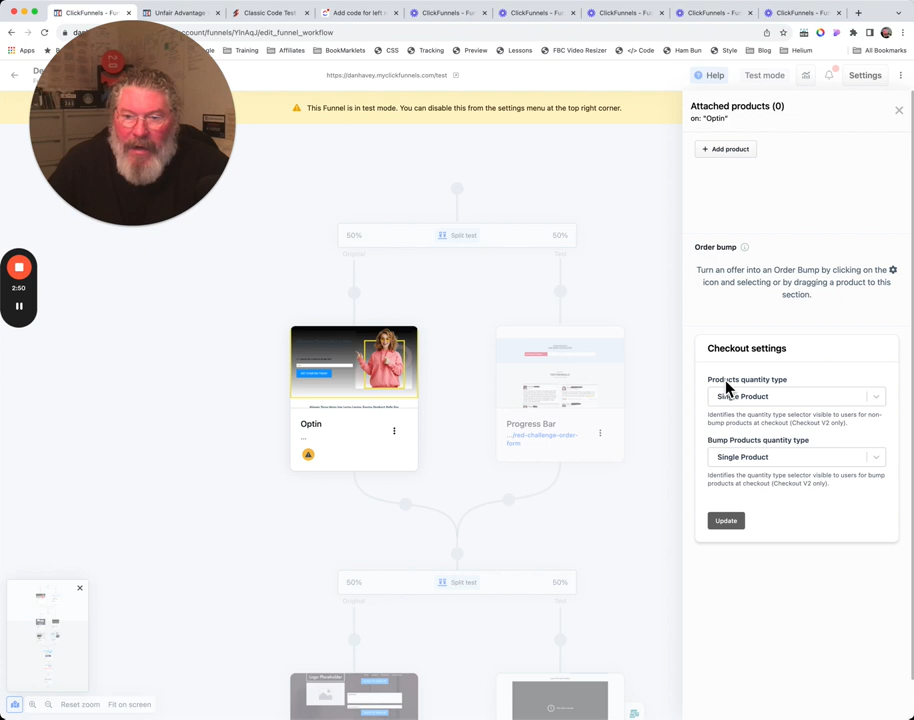 ClickFunnels - Fun
Unfair Advantage
Classic Code Test
Add code for left n
ClickFunnels - Fu
ClickFunnels - Fu
ClickFunnels - Fu
ClickFunnels - Fu
ClickFunnels - Fu
ount/funnels/YlnAqJ/edit_funnel_workflow
Apps
Training
Affiliates
BookMarklets
CSS
Tracking
Preview
Lessons
FBC Video Resizer
</> Code
Ham Bun
Style
Blog
Helium
All Bookmarks
https://danhavey.myclickfunnels.com/test
Help
Test mode
Settings
This Funnel is in test mode. You can disable this from the settings menu at the top right corner.
Attached products (0)
on: "Optin"
+ Add product
Order bump
Turn an offer into an Order Bump by clicking on the
icon and selecting or by dragging a product to this
section.
Checkout settings
Products quantity type
Single Product
Identifies the quantity type selector visible to users for non-
bump products at checkout (Checkout V2 only).
Bump Products quantity type
Single Product
Identifies the quantity type selector visible to users for bump
products at checkout (Checkout V2 only).
Update
50%
Split test
50%
Original
Test
Optin
...
Progress Bar
.../red-challenge-order-
form
50%
Split test
50%
Original
Test
Logo Placeholder
2:50
Reset zoom
Fit on screen